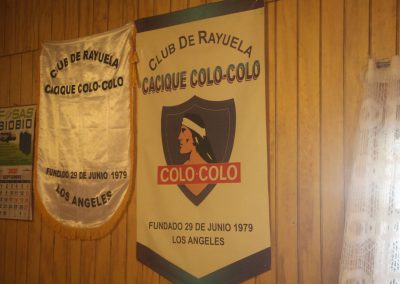 CLUB DE RAYUELA
CACIQUE COLO-COLO
FUNDADO 29 DE JUNIO 1979
LOS ANGELES
CLUB DE RAYUELA
CACIQUE COLO-COLO
COLO-COLO
FUNDADO 29 DE JUNIO 1979
LOS ANGELES
BIOBIO